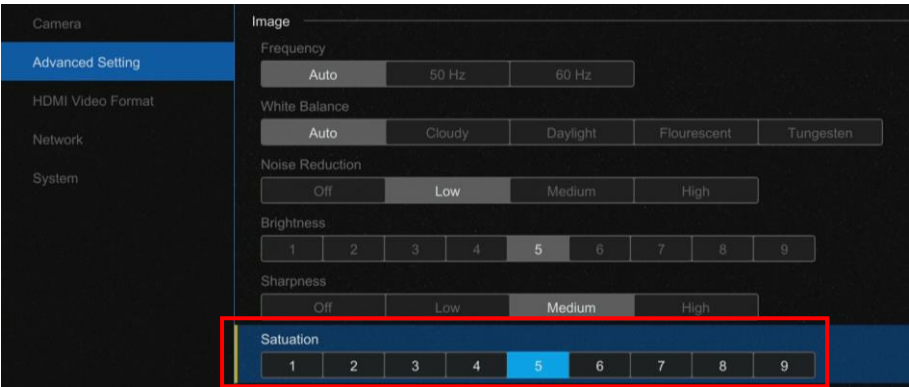 Camera
Advanced Setting
HDMI Video Format
Network
System
Image
Frequency
Auto 50 Hz 60 Hz
White Balance
Auto Cloudy Daylight Flourescent Tungesten
Noise Reduction
Off Low Medium High
Brightness
1 2 3 4 5 6 7 8 9
Sharpness
Off Low Medium High
Satuation
1 2 3 4 5 6 7 8 9